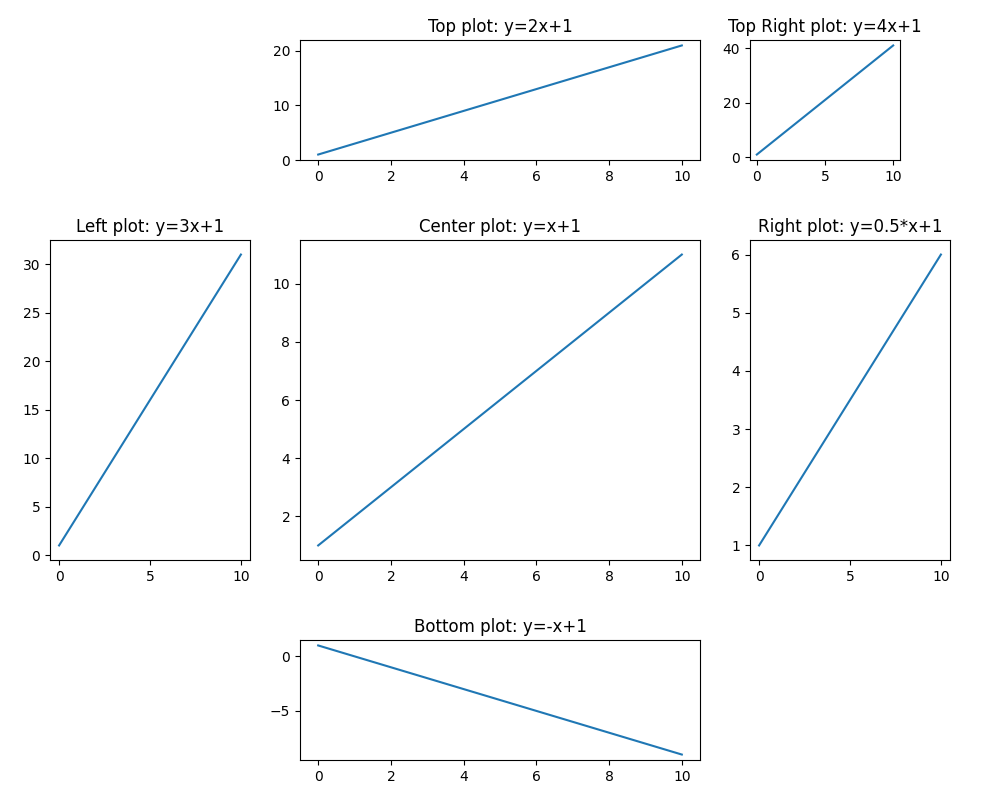 Top plot: y=2x+1
20
10
0
0 2 4 6 8 10
Top Right plot: y=4x+1
40
20
0
0 5 10
Left plot: y=3x+1
30
25
20
15
10
5
0
0 5 10
Center plot: y=x+1
10
8
6
4
2
0 2 4 6 8 10
Right plot: y=0.5*x+1
6
5
4
3
2
1
0 5 10
Bottom plot: y=-x+1
0
−5
0 2 4 6 8 10